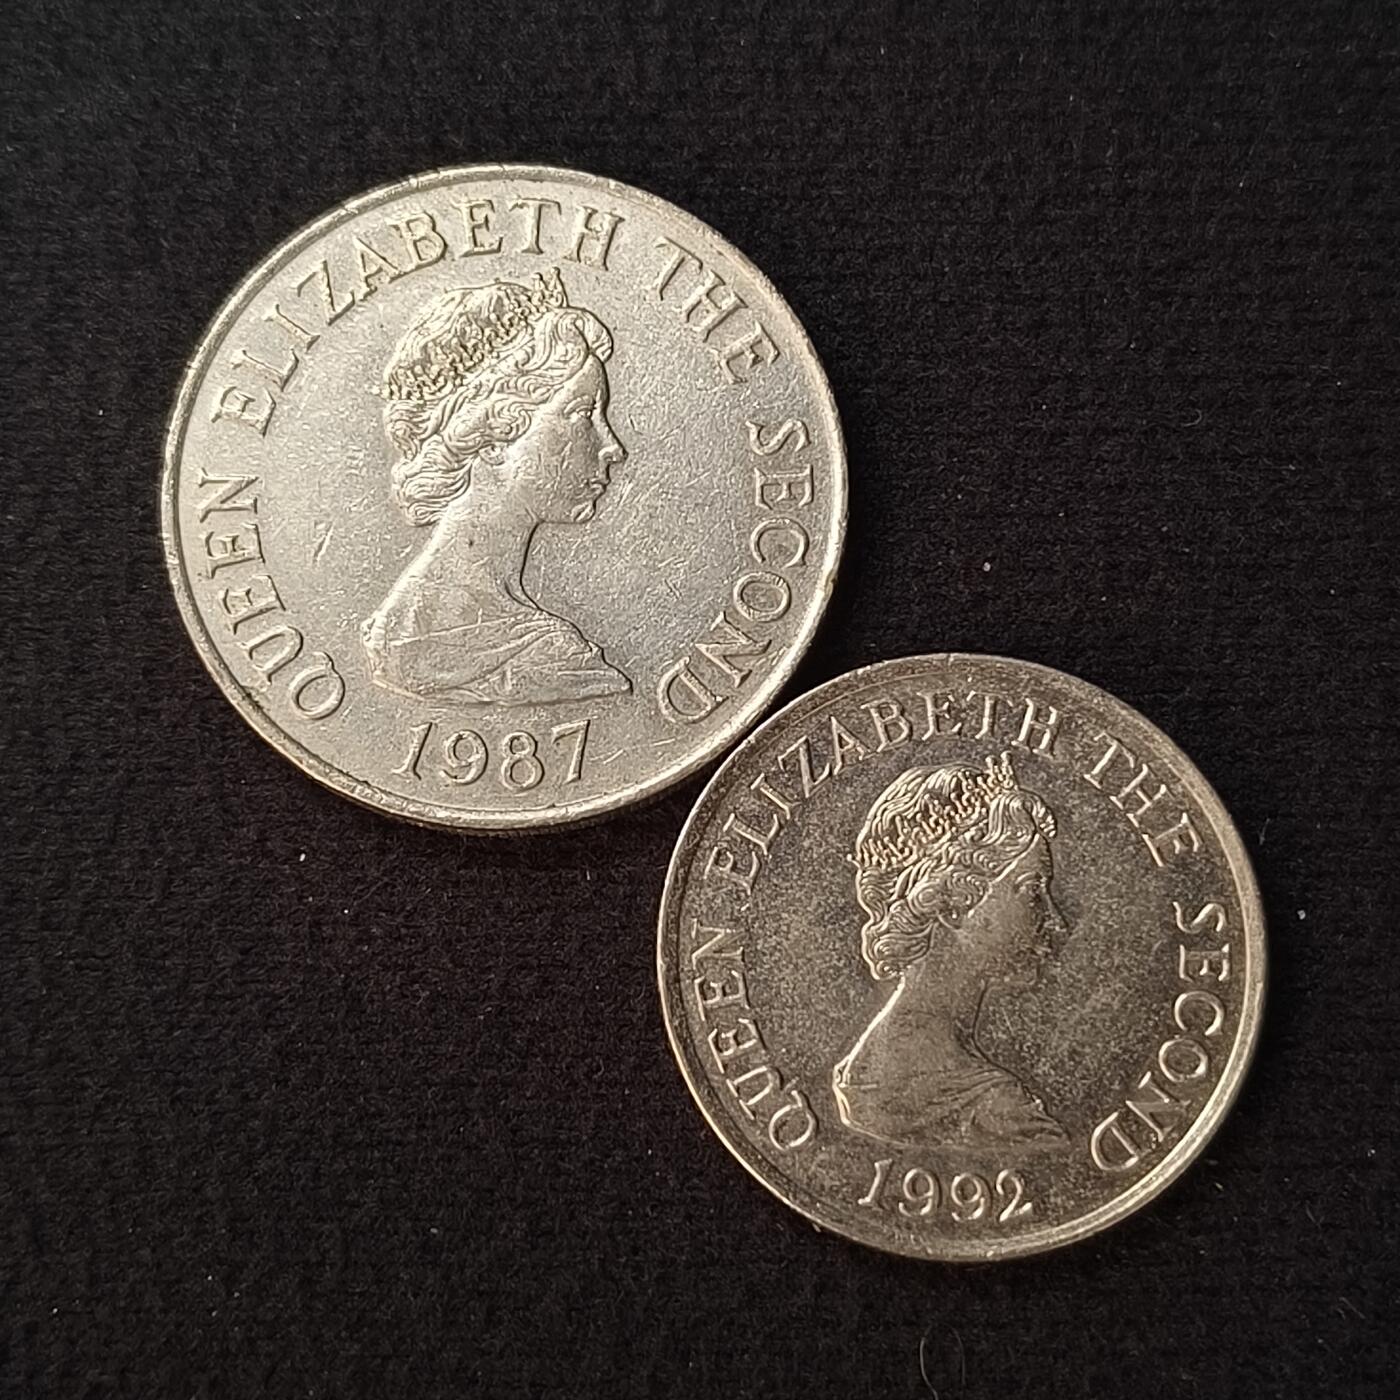 QUEEN ELIZABETH THE SECOND
1987
QUEEN ELIZABETH THE SECOND
1992